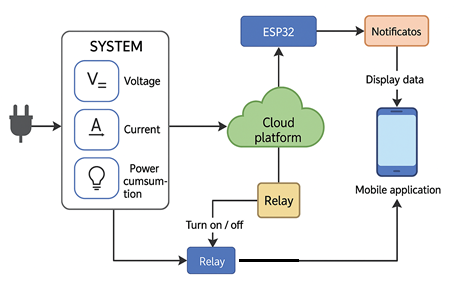 SYSTEM
V=
Voltage
A
Current
Power
cumsum-
tion
Cloud
platform
ESP32
Notificatos
Display data
Mobile application
Relay
Turn on / off
Relay